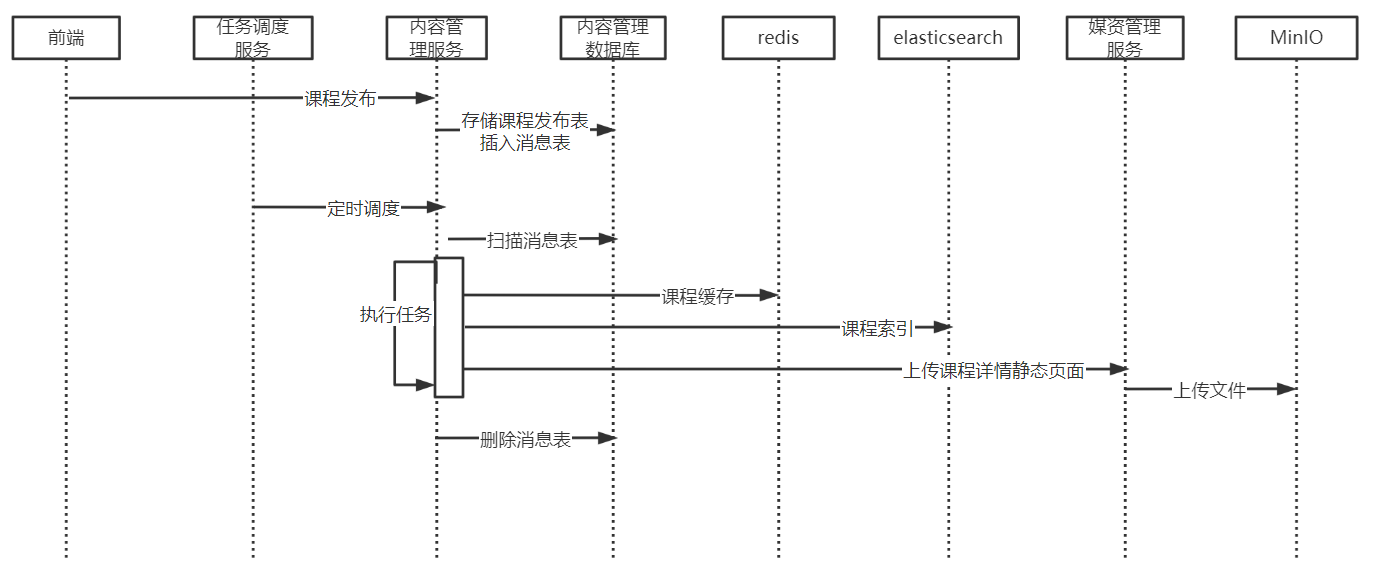 前端
任务调度
服务
内容管
理服务
内容管理
数据库
redis
elasticsearch
媒资管理
服务
MinIO
课程发布
存储课程发布表
插入消息表
定时调度
扫描消息表
课程缓存
执行任务
课程索引
上传课程详情静态页面
上传文件
删除消息表